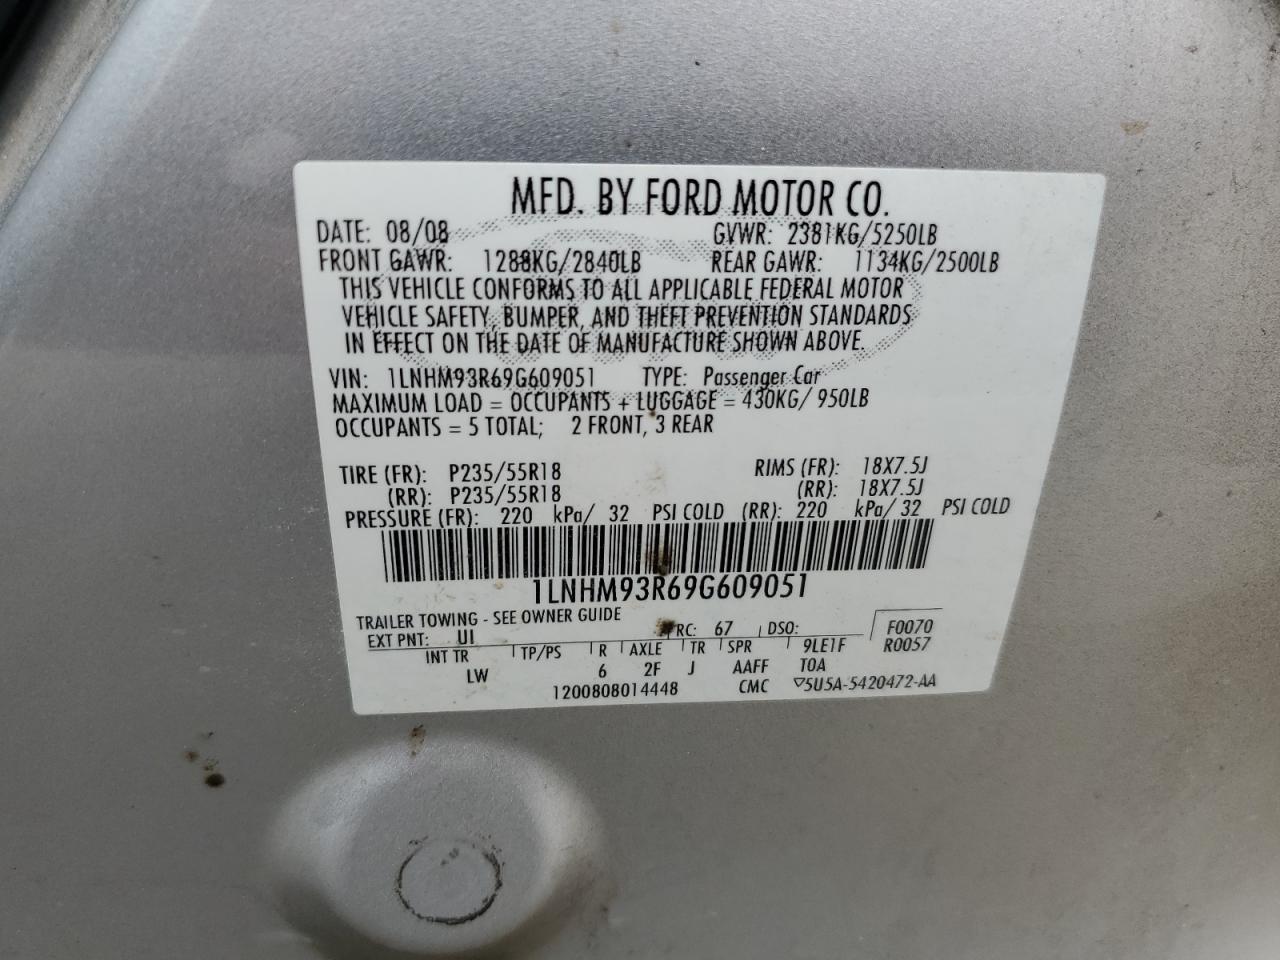 MFD. BY FORD MOTOR CO.
DATE: 08/08 GVWR: 2381KG/5250LB
FRONT GAWR: 1288KG/2840LB REAR GAWR: 1134KG/2500LB
THIS VEHICLE CONFORMS TO ALL APPLICABLE FEDERAL MOTOR
VEHICLE SAFETY, BUMPER, AND THEFT PREVENTION STANDARDS
IN EFFECT ON THE DATE OF MANUFACTURE SHOWN ABOVE.
VIN: 1LNHM93R69G609051 TYPE: Passenger Car
MAXIMUM LOAD = OCCUPANTS + LUGGAGE = 430KG/ 950LB
OCCUPANTS = 5 TOTAL; 2 FRONT, 3 REAR
TIRE (FR): P235/55R18 RIMS (FR): 18X7.5J
(RR): P235/55R18 (RR): 18X7.5J
PRESSURE (FR): 220 kPa/ 32 PSI COLD (RR): 220 kPa/ 32 PSI COLD
1LNHM93R69G609051
TRAILER TOWING - SEE OWNER GUIDE
EXT PNT: UI RC: 67 DSO: F0070
INT TR TP/PS R AXLE TR SPR 9LE1F R0057
LW 6 2F J AAFF TOA
1200808014448 CMC ▽5U5A-5420472-AA